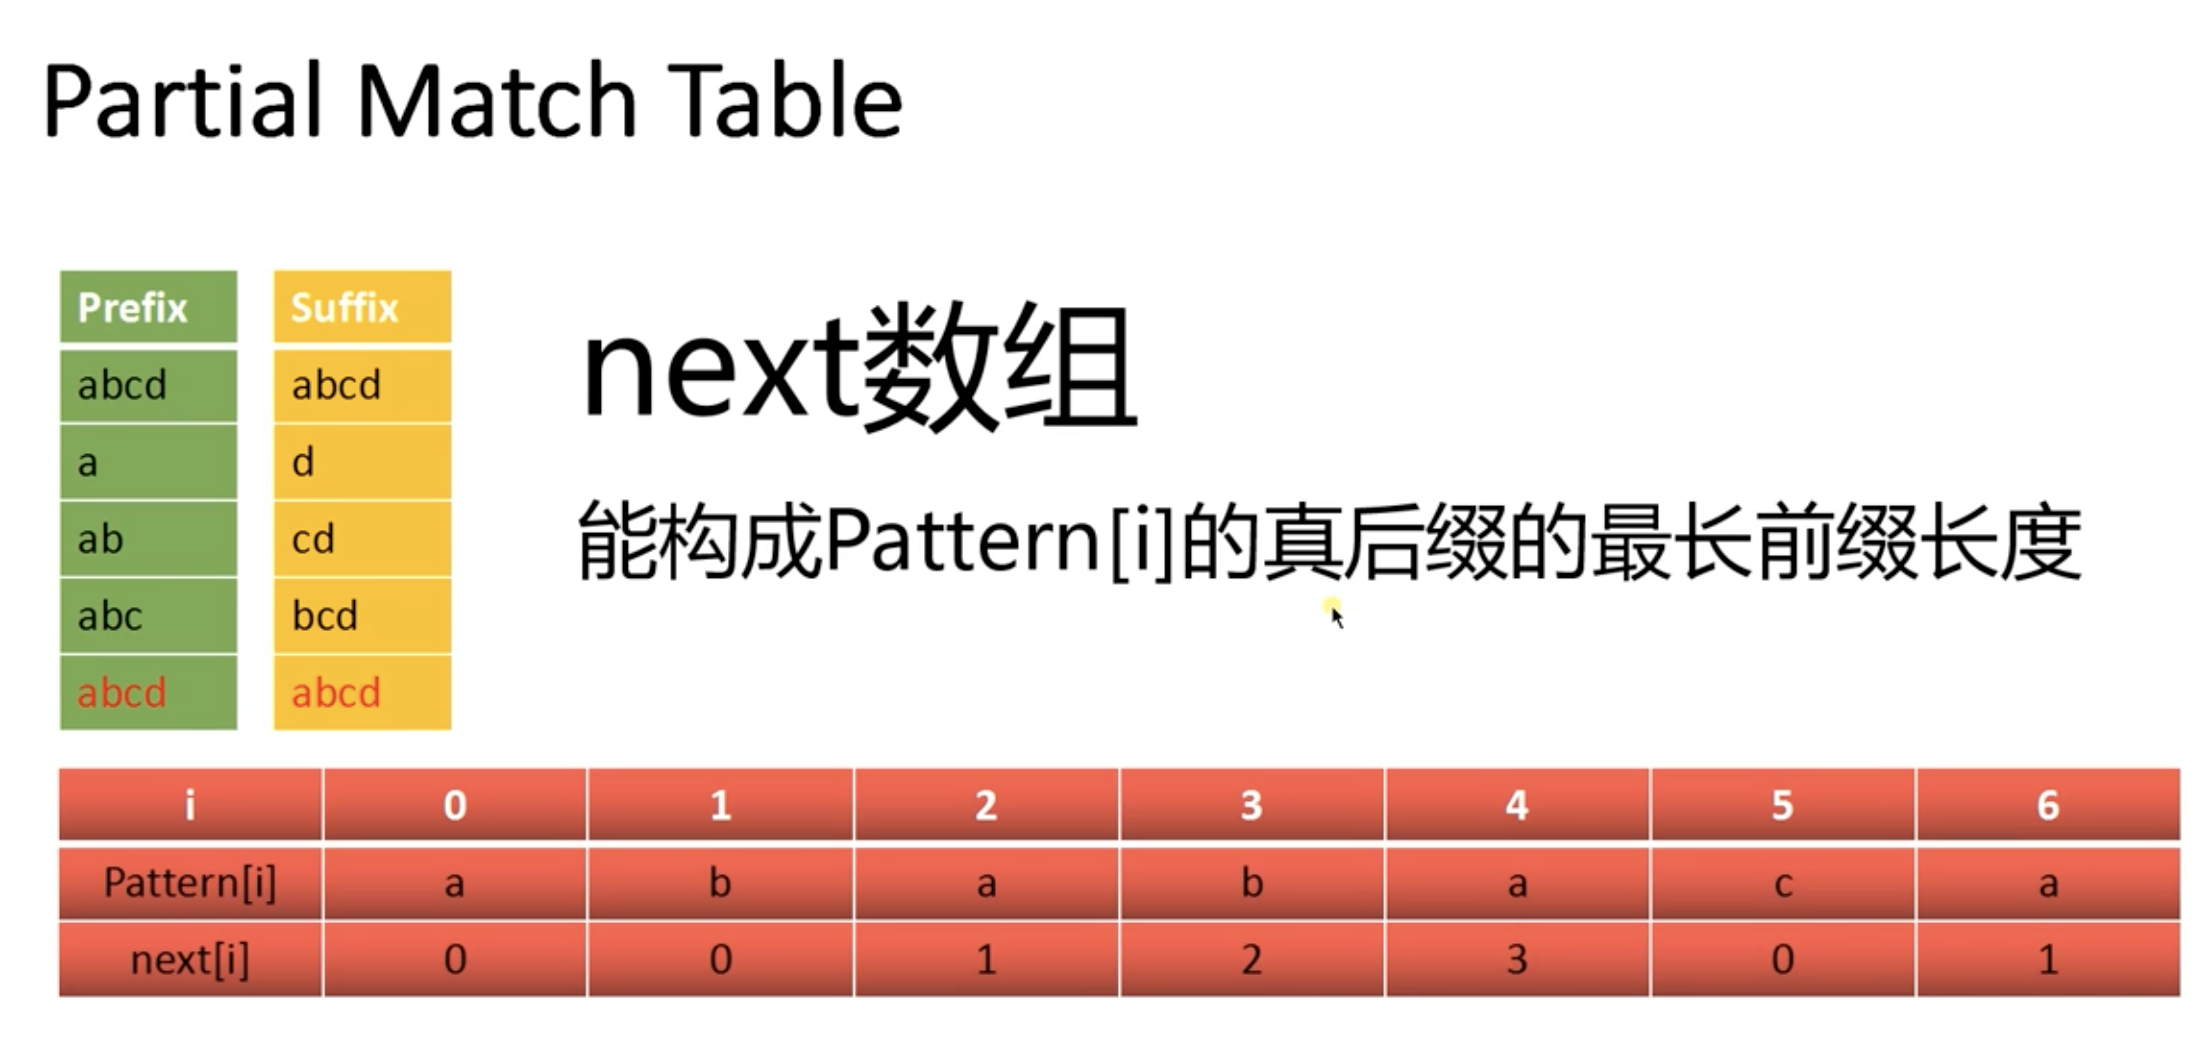 Partial Match Table
Prefix Suffix
abcd abcd
a d
ab cd
abc bcd
abcd abcd
next数组
能构成Pattern[i]的真后缀的最长前缀长度
i 0 1 2 3 4 5 6
Pattern[i] a b a b a c a
next[i] 0 0 1 2 3 0 1